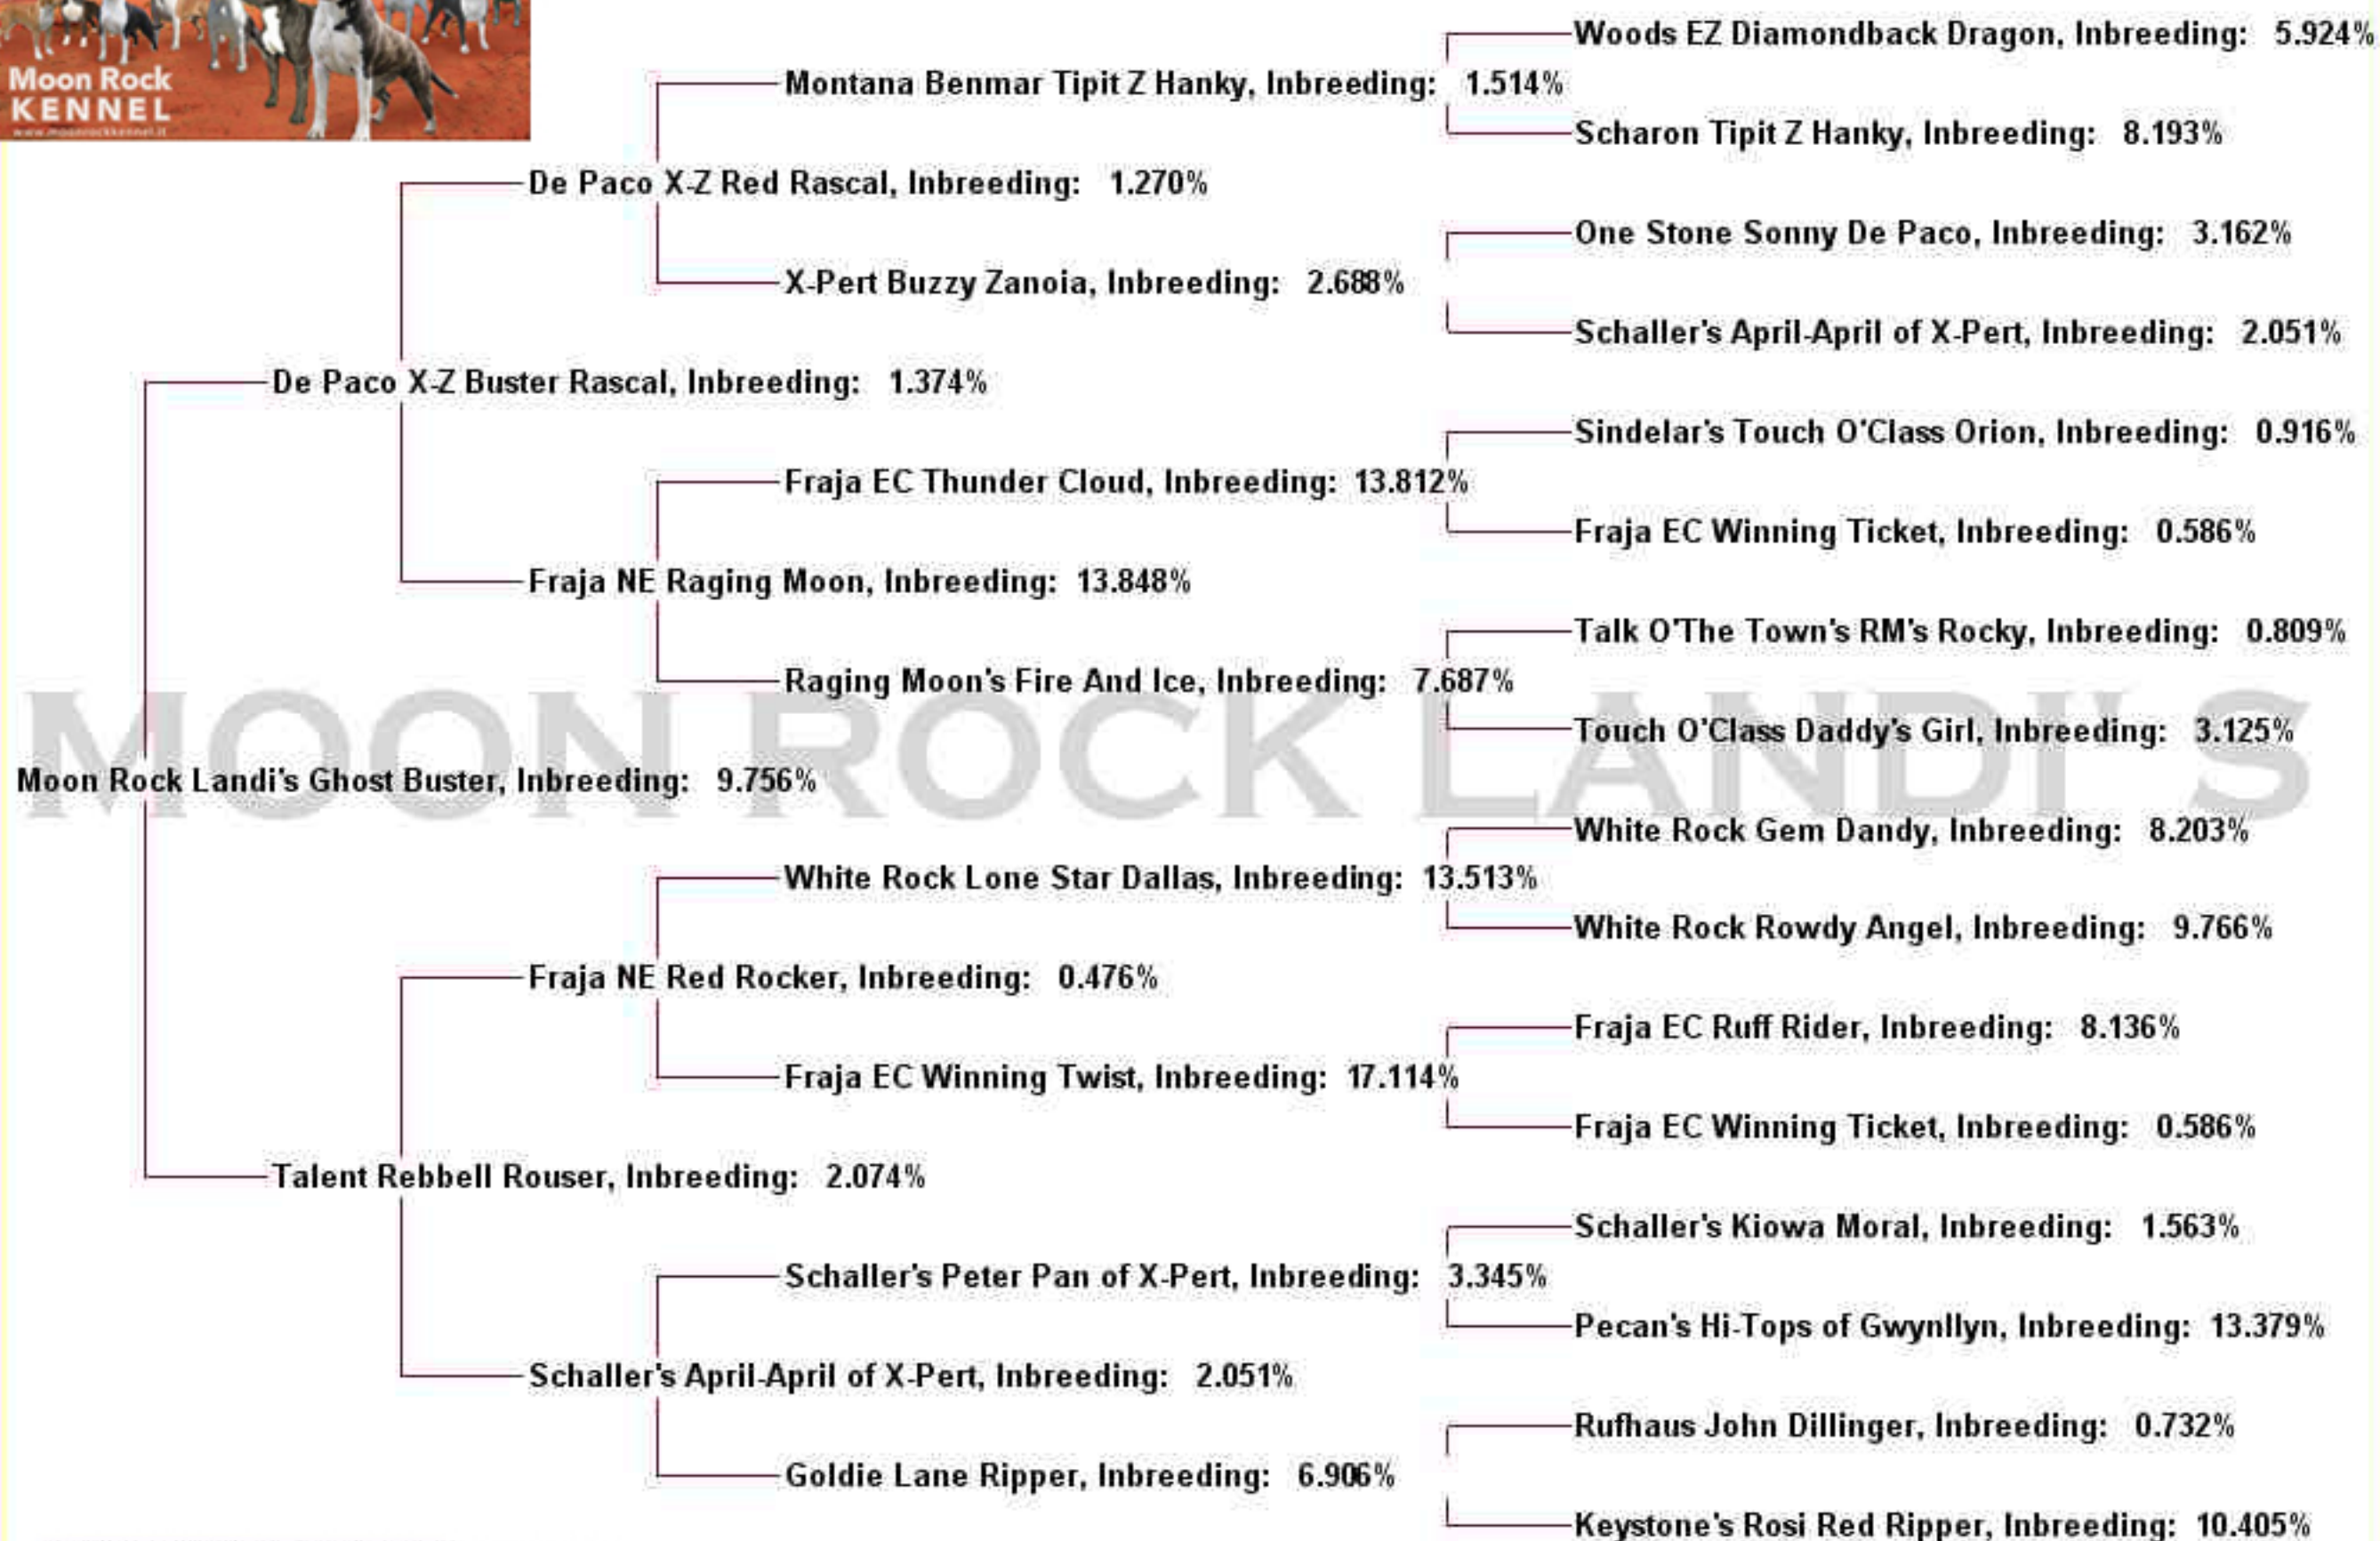 Moon Rock
KENNEL
www.moonrockkennel.it
Woods EZ Diamondback Dragon, Inbreeding: 5.924%
Montana Benmar Tipit Z Hanky, Inbreeding: 1.514%
Scharon Tipit Z Hanky, Inbreeding: 8.193%
De Paco X-Z Red Rascal, Inbreeding: 1.270%
One Stone Sonny De Paco, Inbreeding: 3.162%
X-Pert Buzzy Zanoia, Inbreeding: 2.688%
Schaller's April-April of X-Pert, Inbreeding: 2.051%
De Paco X-Z Buster Rascal, Inbreeding: 1.374%
Sindelar's Touch O'Class Orion, Inbreeding: 0.916%
Fraja EC Thunder Cloud, Inbreeding: 13.812%
Fraja EC Winning Ticket, Inbreeding: 0.586%
Fraja NE Raging Moon, Inbreeding: 13.848%
Talk O'The Town's RM's Rocky, Inbreeding: 0.809%
Raging Moon's Fire And Ice, Inbreeding: 7.687%
Touch O'Class Daddy's Girl, Inbreeding: 3.125%
MOON ROCK LANDI'S
Moon Rock Landi's Ghost Buster, Inbreeding: 9.756%
White Rock Gem Dandy, Inbreeding: 8.203%
White Rock Lone Star Dallas, Inbreeding: 13.513%
White Rock Rowdy Angel, Inbreeding: 9.766%
Fraja NE Red Rocker, Inbreeding: 0.476%
Fraja EC Ruff Rider, Inbreeding: 8.136%
Fraja EC Winning Twist, Inbreeding: 17.114%
Fraja EC Winning Ticket, Inbreeding: 0.586%
Talent Rebbell Rouser, Inbreeding: 2.074%
Schaller's Kiowa Moral, Inbreeding: 1.563%
Schaller's Peter Pan of X-Pert, Inbreeding: 3.345%
Pecan's Hi-Tops of Gwynllyn, Inbreeding: 13.379%
Schaller's April-April of X-Pert, Inbreeding: 2.051%
Rufhaus John Dillinger, Inbreeding: 0.732%
Goldie Lane Ripper, Inbreeding: 6.906%
Keystone's Rosi Red Ripper, Inbreeding: 10.405%